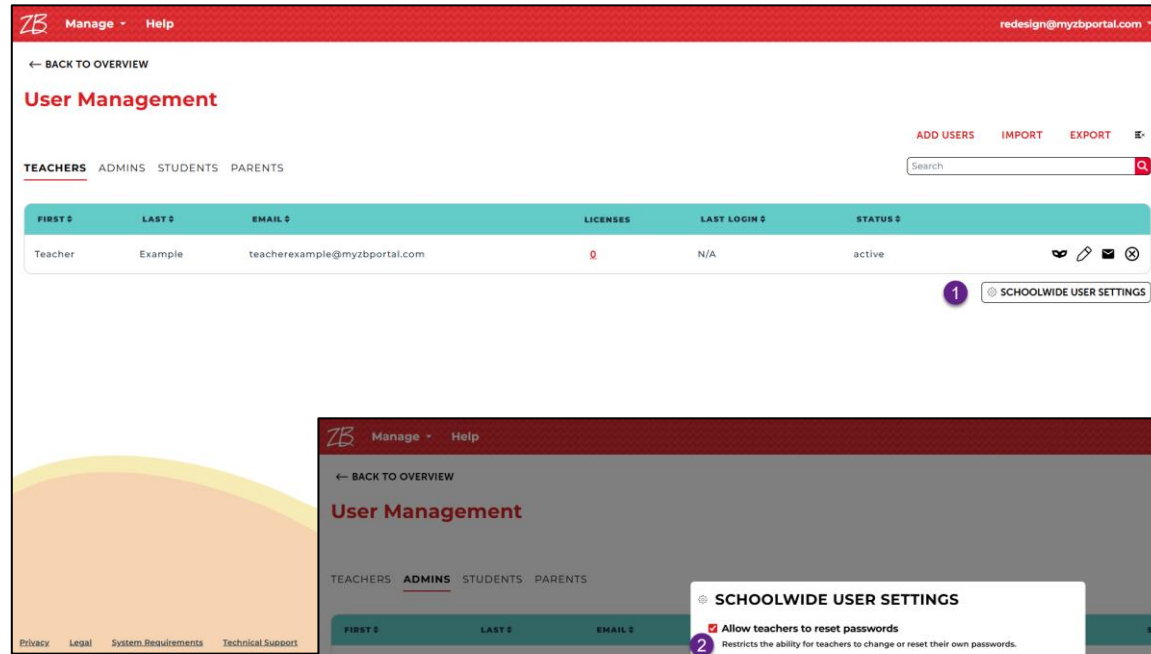 ZB Manage Help redesign@myzbportal.com
← BACK TO OVERVIEW
User Management
ADD USERS IMPORT EXPORT
TEACHERS ADMINS STUDENTS PARENTS Search
FIRST LAST EMAIL LICENSES LAST LOGIN STATUS
Teacher Example teacherexample@myzbportal.com 0 N/A active
1 SCHOOLWIDE USER SETTINGS
Privacy Legal System Requirements Technical Support
ZB Manage Help
← BACK TO OVERVIEW
User Management
TEACHERS ADMINS STUDENTS PARENTS
SCHOOLWIDE USER SETTINGS
FIRST LAST EMAIL S
Allow teachers to reset passwords
2 Restricts the ability for teachers to change or reset their own passwords.